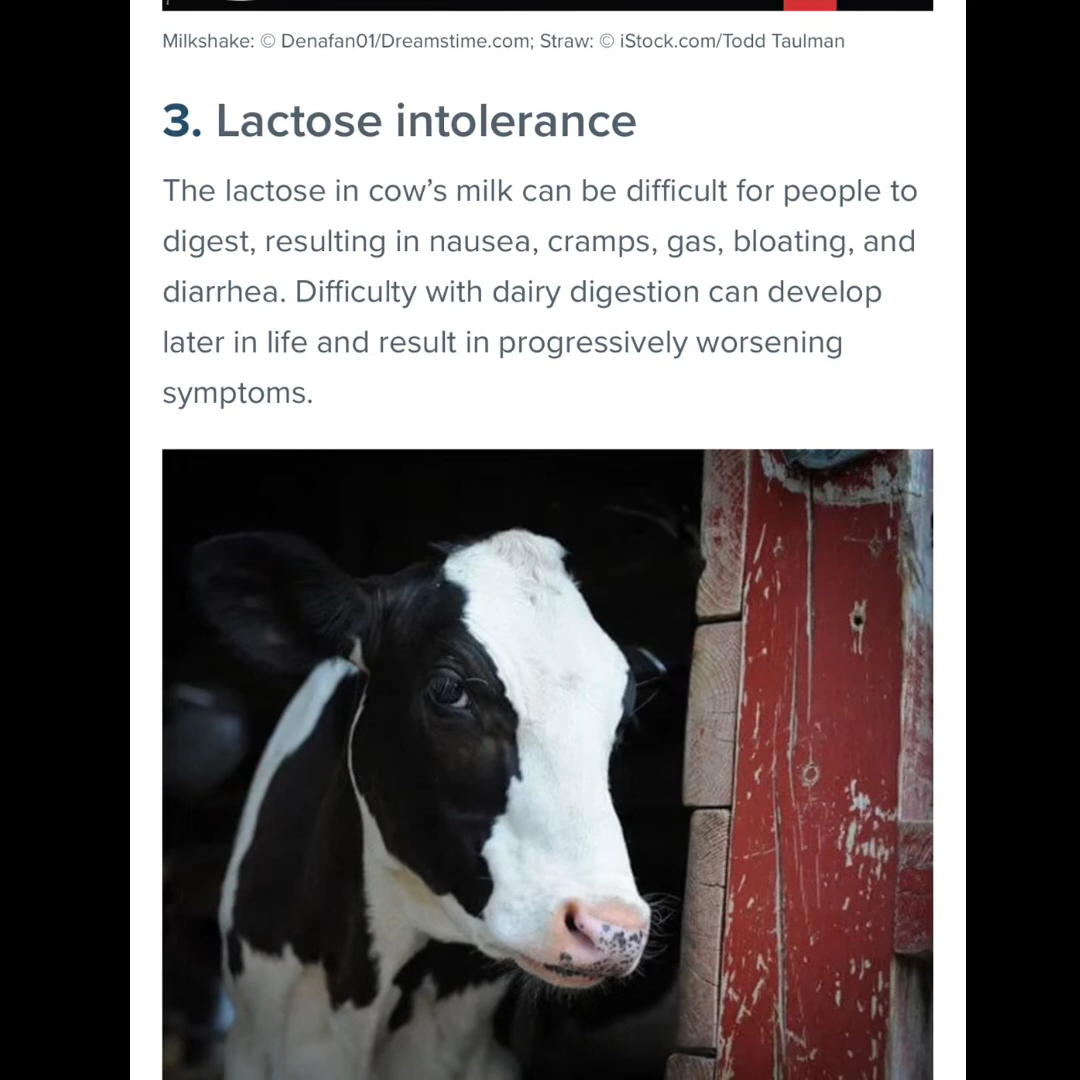 Milkshake: © Denafan01/Dreamstime.com; Straw: © iStock.com/Todd Taulman
3. Lactose intolerance
The lactose in cow’s milk can be difficult for people to
digest, resulting in nausea, cramps, gas, bloating, and
diarrhea. Difficulty with dairy digestion can develop
later in life and result in progressively worsening
symptoms.